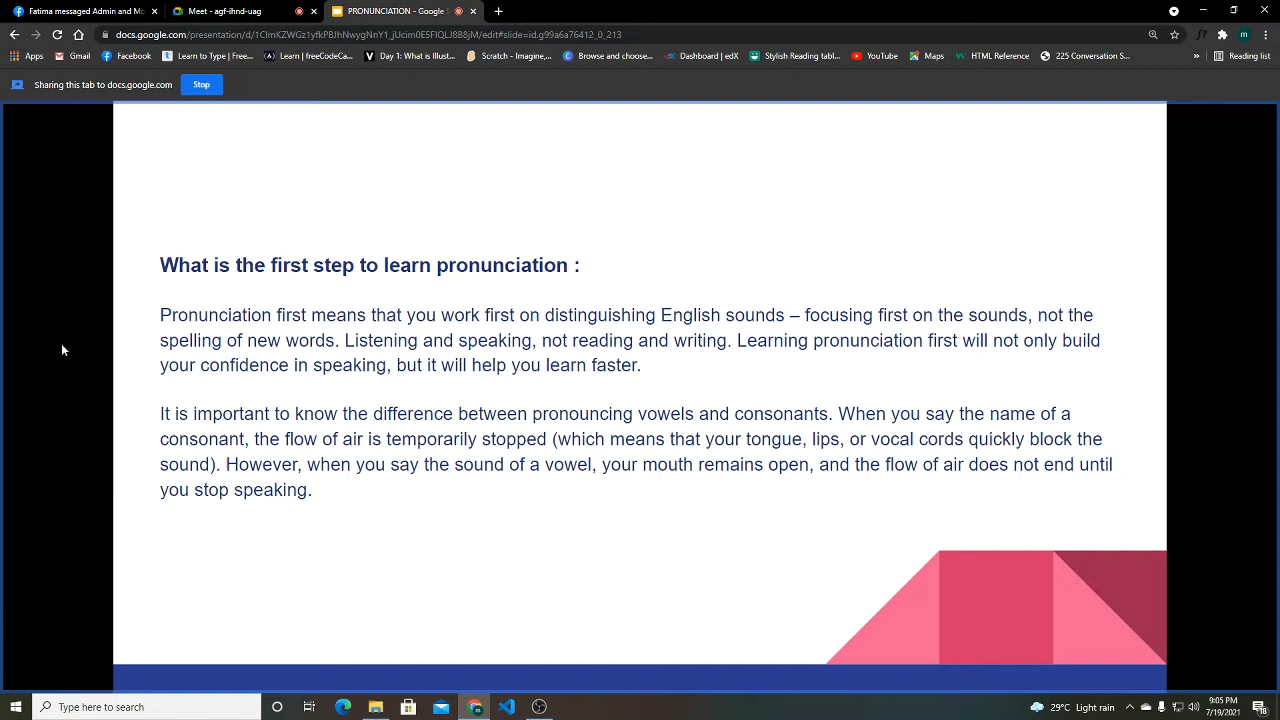 Fatima messaged Admin and Mo
Meet - agf-ihnd-uag
PRONUNCIATION - Google S
docs.google.com/presentation/d/1ClmKZWGz1yfkPBJhNwygNnY1_jUcim0E5FIQLJ8B8jM/edit#slide=id.g99a6a76412_0_213
m
Apps
Gmail
Facebook
Learn to Type | Free...
Learn | freeCodeCa...
Day 1: What is Illust...
Scratch - Imagine,...
Browse and choose...
Dashboard | edX
Stylish Reading tabl...
YouTube
Maps
HTML Reference
225 Conversation S...
»
Reading list
Sharing this tab to docs.google.com
Stop
What is the first step to learn pronunciation :
Pronunciation first means that you work first on distinguishing English sounds – focusing first on the sounds, not the
spelling of new words. Listening and speaking, not reading and writing. Learning pronunciation first will not only build
your confidence in speaking, but it will help you learn faster.
It is important to know the difference between pronouncing vowels and consonants. When you say the name of a
consonant, the flow of air is temporarily stopped (which means that your tongue, lips, or vocal cords quickly block the
sound). However, when you say the sound of a vowel, your mouth remains open, and the flow of air does not end until
you stop speaking.
Type here to search
29°C Light rain
9:05 PM
7/19/2021